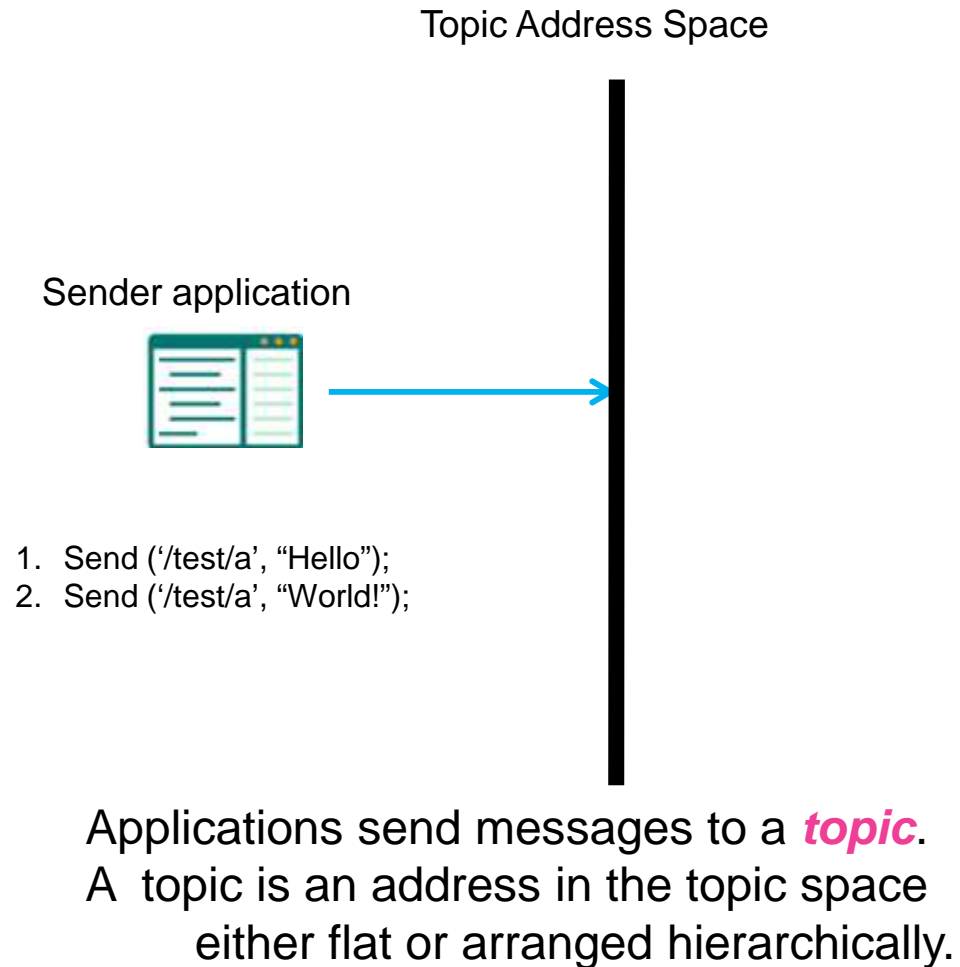 Topic Address Space
Sender application
1. Send (‘/test/a’, “Hello”);
2. Send (‘/test/a’, “World!”);
Applications send messages to a topic.
A topic is an address in the topic space
either flat or arranged hierarchically.